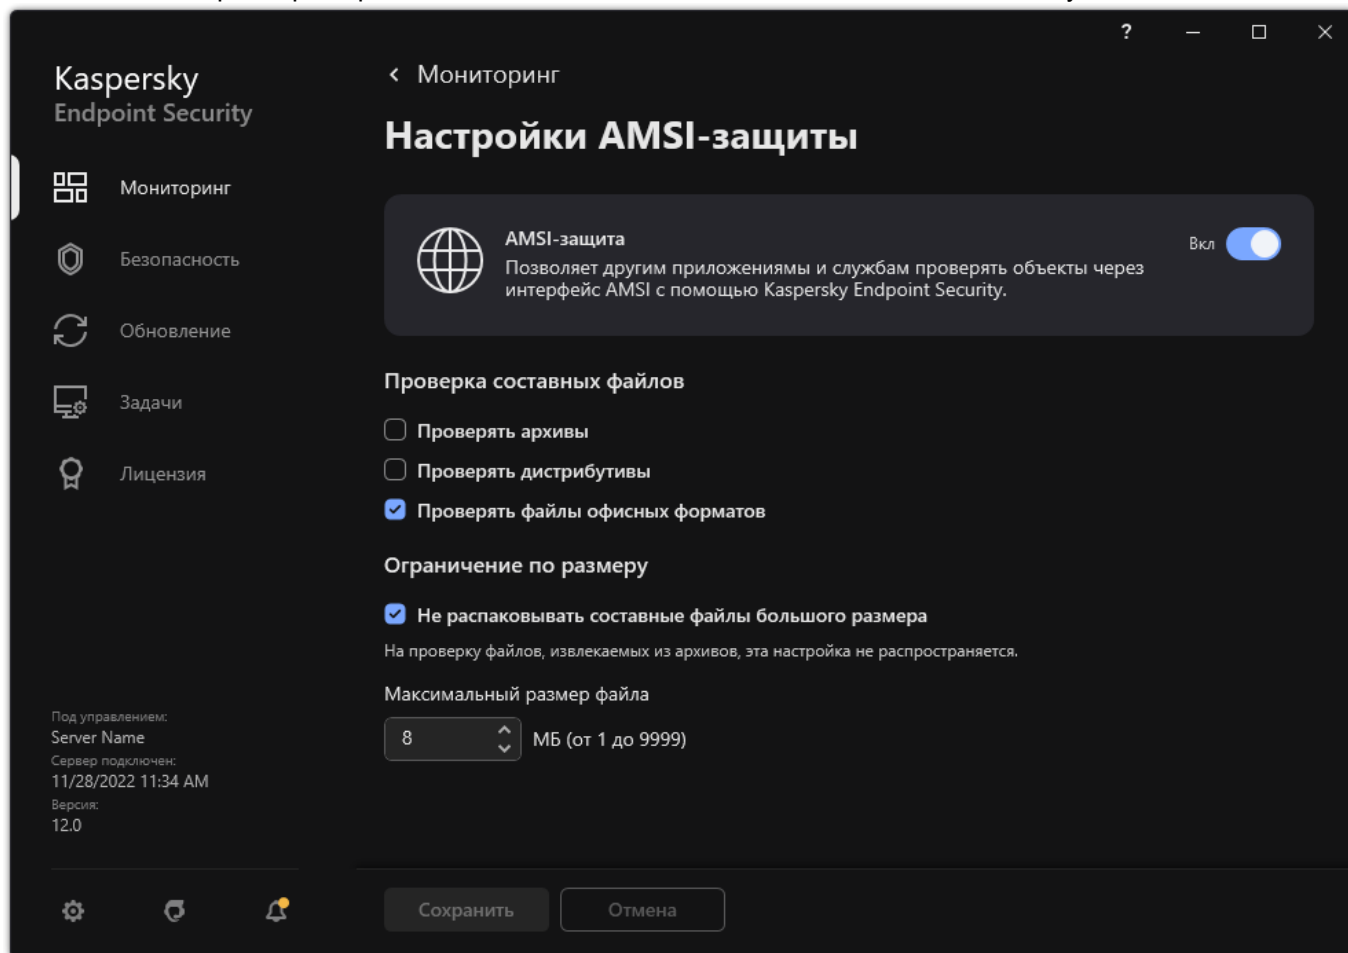 ?
Kaspersky
Endpoint Security
Мониторинг
Безопасность
Обновление
Задачи
Лицензия
Под управлением:
Server Name
Сервер подключен:
11/28/2022 11:34 AM
Версия:
12.0
Мониторинг
Настройки AMSI-защиты
AMSI-защита
Позволяет другим приложениямы и службам проверять объекты через
интерфейс AMSI с помощью Kaspersky Endpoint Security.
Вкл
Проверка составных файлов
Проверять архивы
Проверять дистрибутивы
Проверять файлы офисных форматов
Ограничение по размеру
Не распаковывать составные файлы большого размера
На проверку файлов, извлекаемых из архивов, эта настройка не распространяется.
Максимальный размер файла
8 МБ (от 1 до 9999)
Сохранить
Отмена